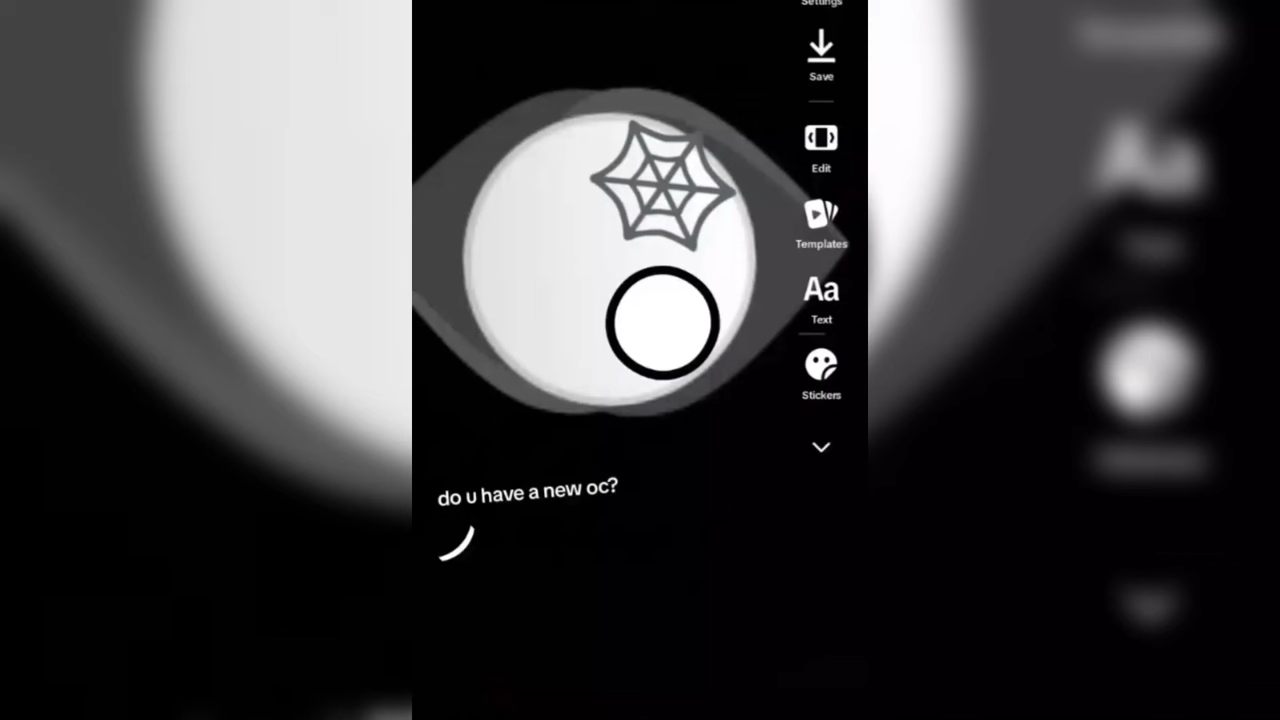 Settings
Save
Edit
Templates
Aa
Text
Stickers
do u have a new oc?